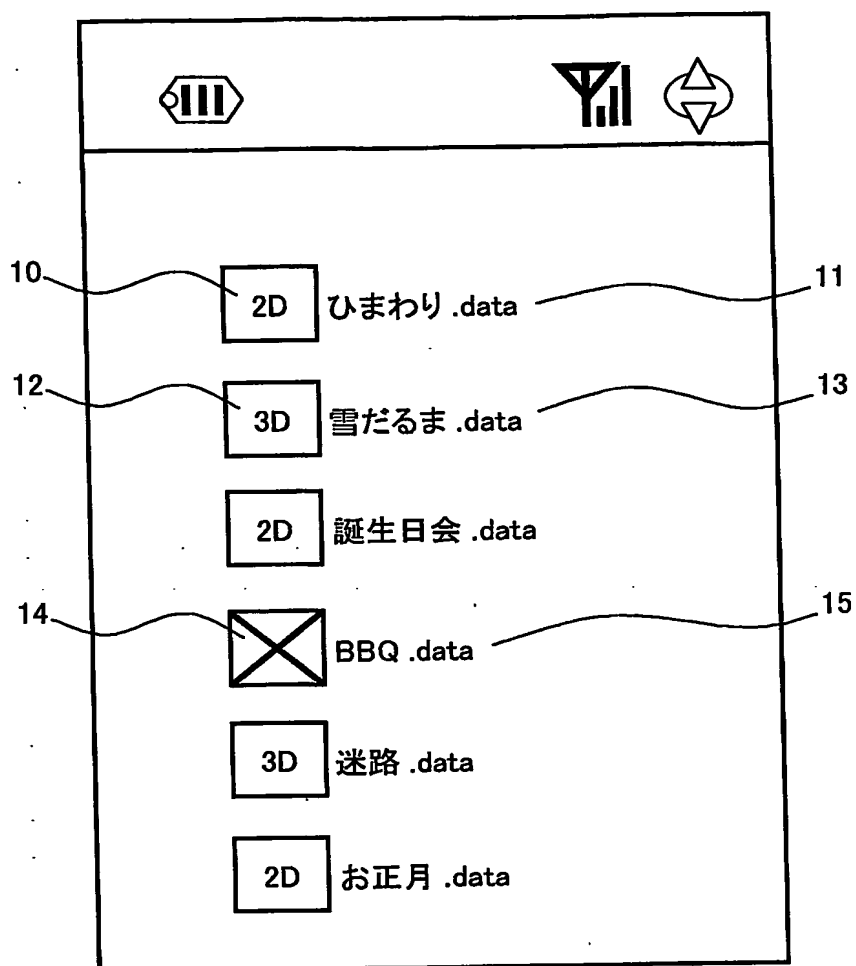 10 2D ひまわり .data 11
12 3D 雪だるま .data 13
2D 誕生日会 .data
14 BBQ .data 15
3D 迷路 .data
2D お正月 .data